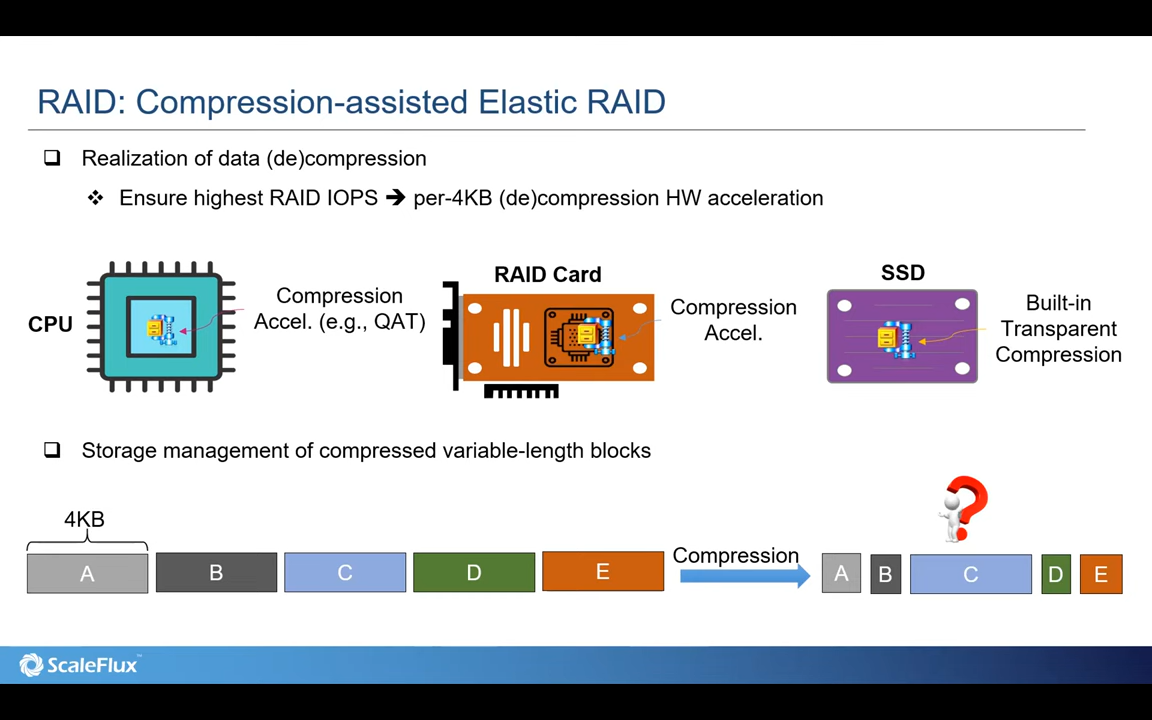 RAID: Compression-assisted Elastic RAID
Realization of data (de)compression
Ensure highest RAID IOPS ➔ per-4KB (de)compression HW acceleration
CPU
Compression
Accel. (e.g., QAT)
RAID Card
Compression
Accel.
SSD
Built-in
Transparent
Compression
Storage management of compressed variable-length blocks
4KB
A B C D E
Compression
A B C D E
ScaleFlux™